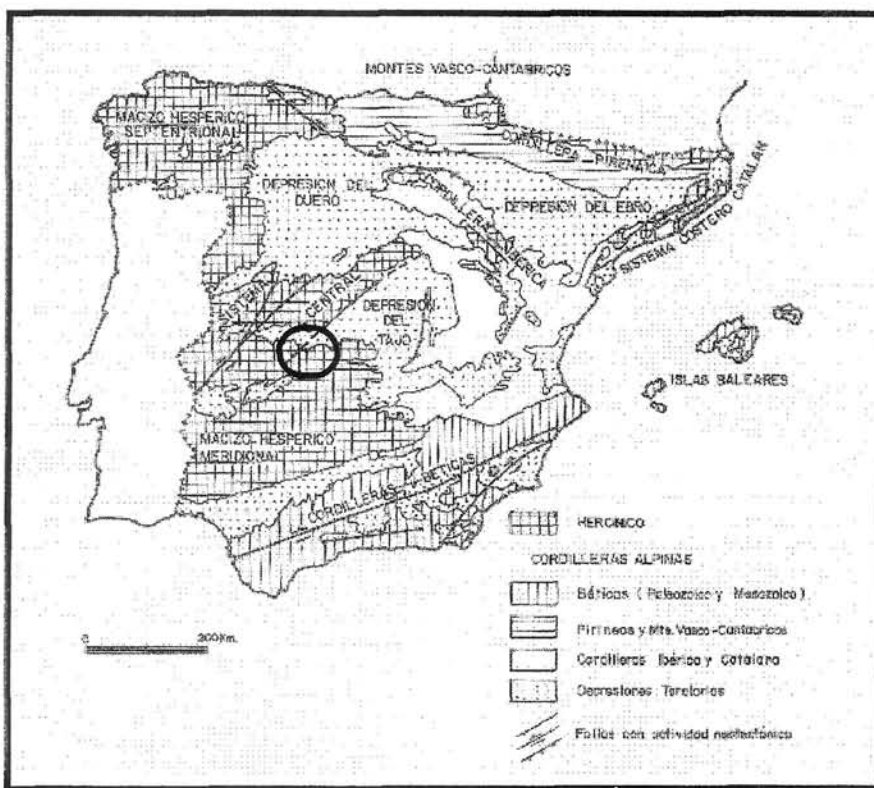 MONTES VASCO-CANTABRICOS
MACIZO HESPERICO
SEPTENTRIONAL
CORDILLERA PIRENAICA
DEPRESION DEL
DUERO
CORDILLERA IBERICA
DEPRESION DEL EBRO
SISTEMA COSTERO CATALAN
SISTEMA CENTRAL
DEPRESION
DEL
TAJO
ISLAS BALEARES
MACIZO HESPERICO
MERIDIONAL
CORDILLERAS BETICAS
HERCINICO
CORDILLERAS ALPINAS
Béticas (Paleozoico y Mesozoico)
Pirineos y Mts. Vasco-Cantabricos
Cordilleras Ibérica y Catalana
Depresiones Terciarias
Fallas con actividad neotectónica
0 200 Km.